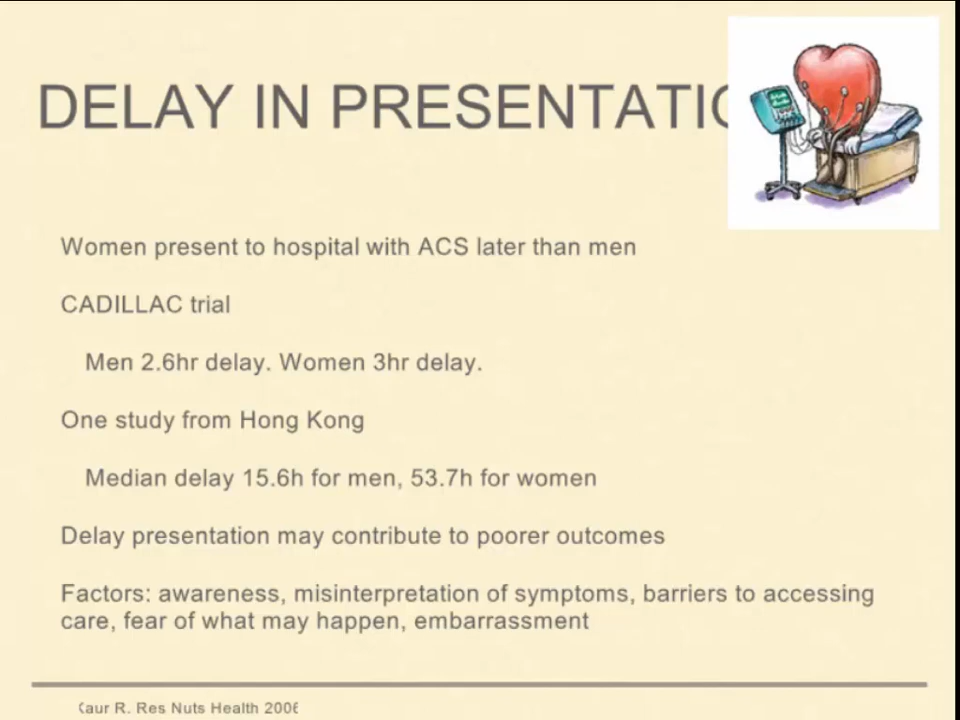 DELAY IN PRESENTATIO
Women present to hospital with ACS later than men
CADILLAC trial
Men 2.6hr delay. Women 3hr delay.
One study from Hong Kong
Median delay 15.6h for men, 53.7h for women
Delay presentation may contribute to poorer outcomes
Factors: awareness, misinterpretation of symptoms, barriers to accessing
care, fear of what may happen, embarrassment
Kaur R. Res Nuts Health 2006